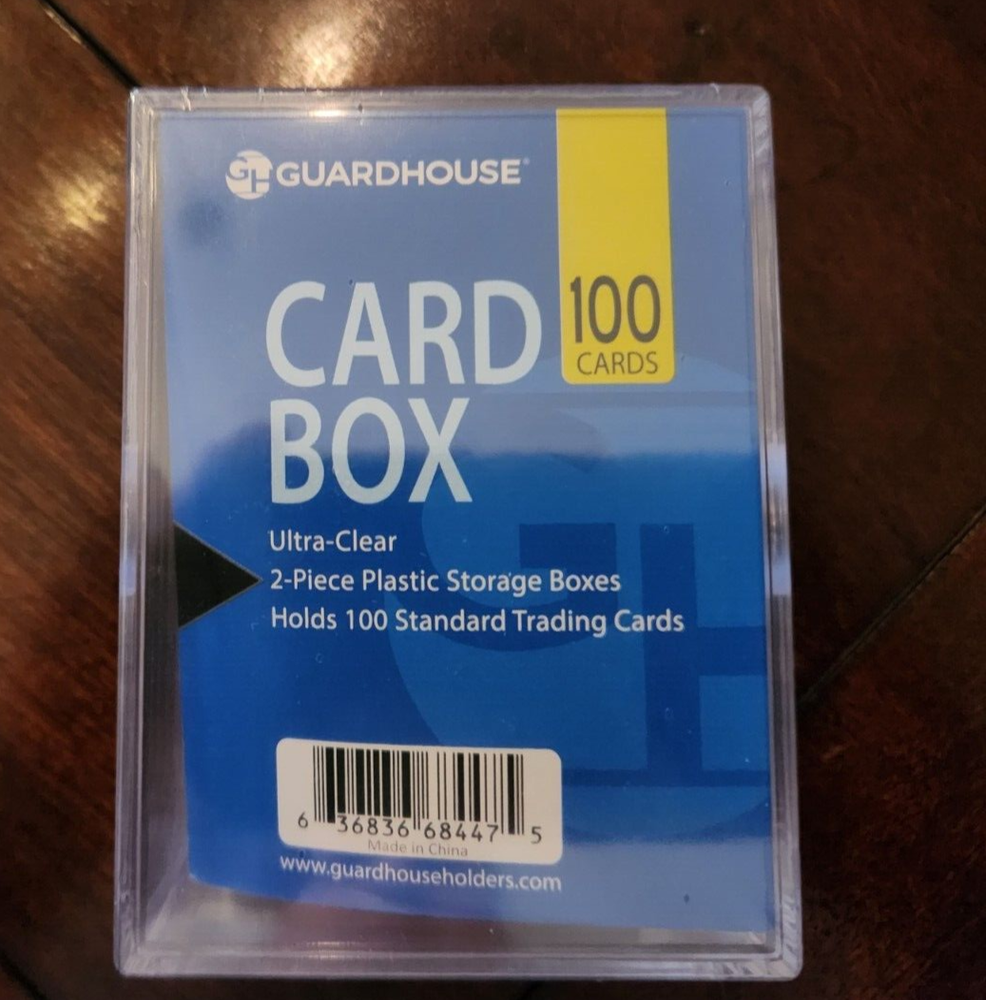 GH GUARDHOUSE®
100
CARDS
CARD
BOX
Ultra-Clear
2-Piece Plastic Storage Boxes
Holds 100 Standard Trading Cards
6 36836 68447 5
Made in China
www.guardhouseholders.com